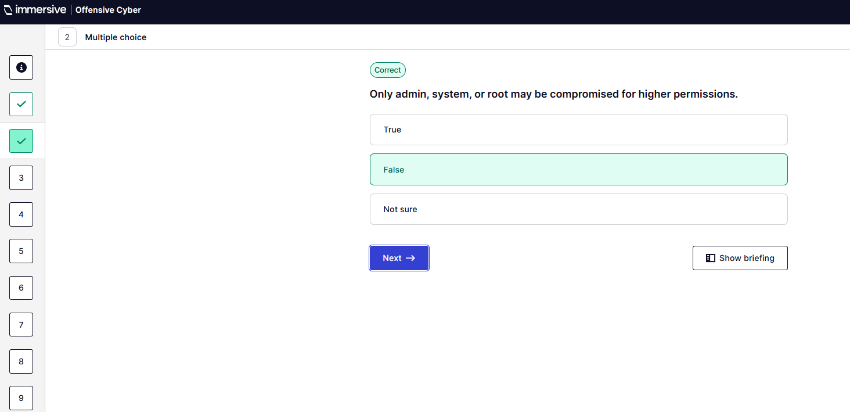 immersive Offensive Cyber
2 Multiple choice
Correct
Only admin, system, or root may be compromised for higher permissions.
True
False
Not sure
Next → Show briefing
3
4
5
6
7
8
9